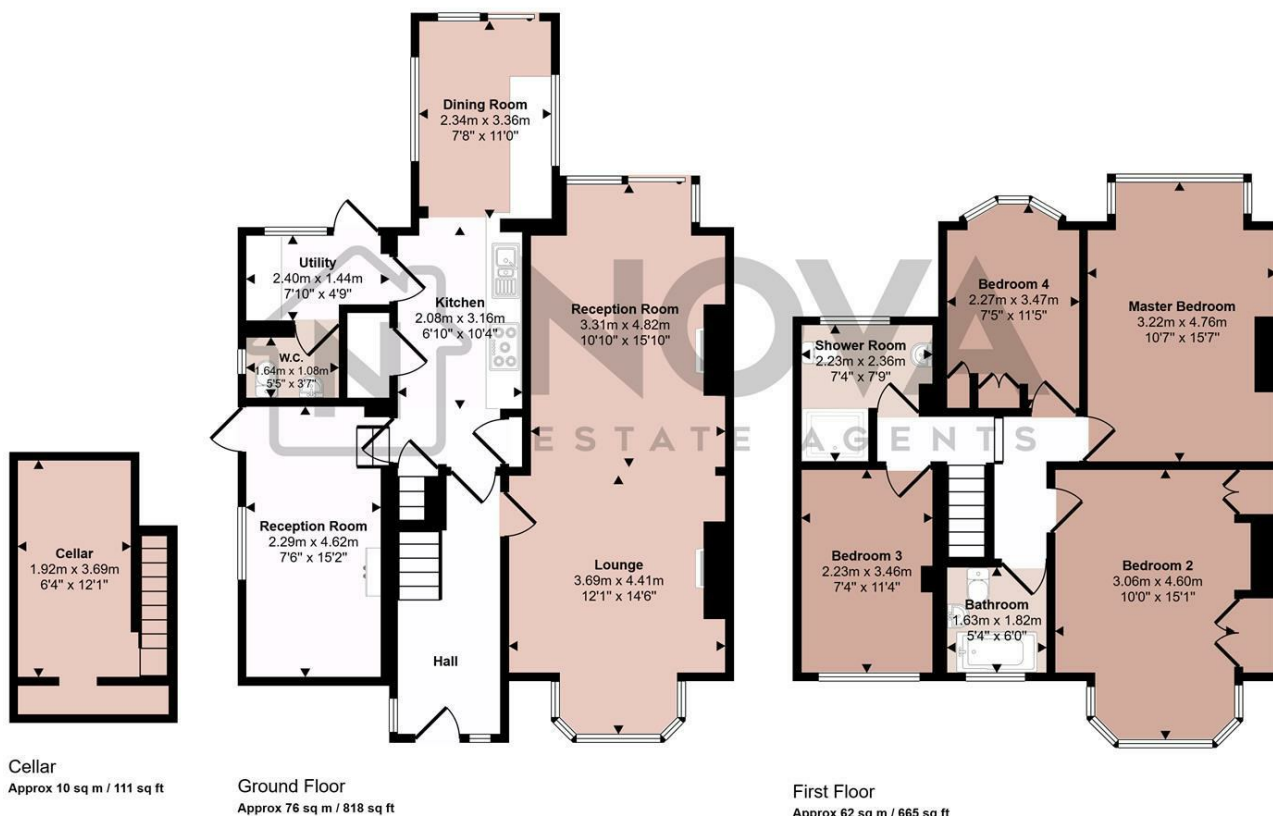 Dining Room
2.34m x 3.36m
7'8" x 11'0"
Utility
2.40m x 1.44m
7'10" x 4'9"
Kitchen
2.08m x 3.16m
6'10" x 10'4"
W.C.
1.64m x 1.08m
5'5" x 3'7"
Reception Room
3.31m x 4.82m
10'10" x 15'10"
Reception Room
2.29m x 4.62m
7'6" x 15'2"
Lounge
3.69m x 4.41m
12'1" x 14'6"
Hall
Cellar
1.92m x 3.69m
6'4" x 12'1"
Bedroom 4
2.27m x 3.47m
7'5" x 11'5"
Master Bedroom
3.22m x 4.76m
10'7" x 15'7"
Shower Room
2.23m x 2.36m
7'4" x 7'9"
Bedroom 3
2.23m x 3.46m
7'4" x 11'4"
Bathroom
1.63m x 1.82m
5'4" x 6'0"
Bedroom 2
3.06m x 4.60m
10'0" x 15'1"
NOVA
ESTATE AGENTS
Cellar
Approx 10 sq m / 111 sq ft
Ground Floor
Approx 76 sq m / 818 sq ft
First Floor
Approx 62 sq m / 665 sq ft